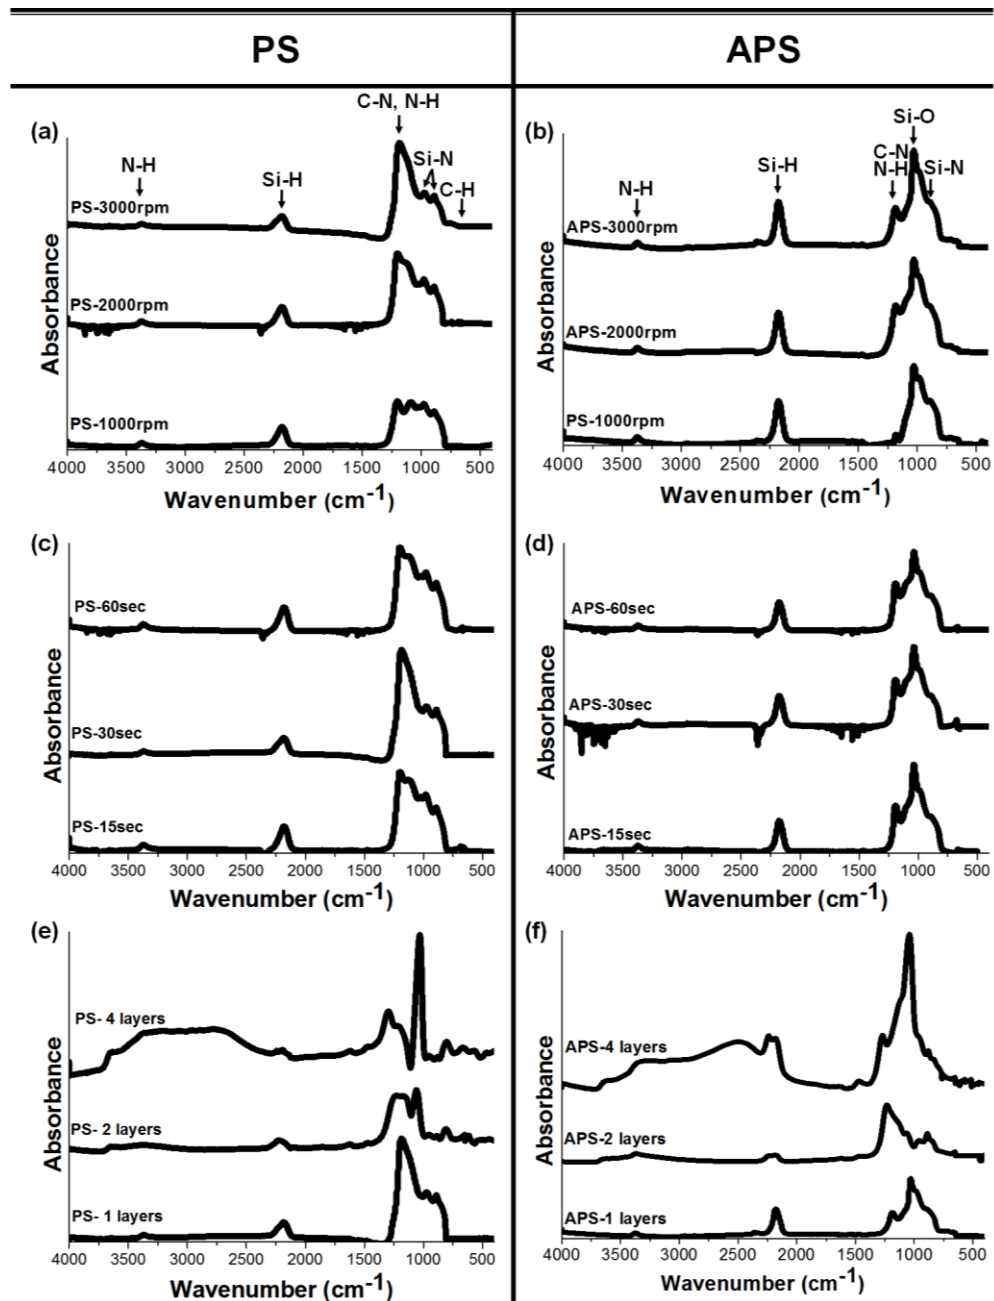 PS APS
(a)
C-N, N-H
N-H
Si-H
Si-N
C-H
PS-3000rpm
PS-2000rpm
PS-1000rpm
Absorbance
4000 3500 3000 2500 2000 1500 1000 500
Wavenumber (cm-1)
(b)
Si-O
C-N
N-H
Si-N
Si-H
N-H
APS-3000rpm
APS-2000rpm
PS-1000rpm
Absorbance
4000 3500 3000 2500 2000 1500 1000 500
Wavenumber (cm-1)
(c)
PS-60sec
PS-30sec
PS-15sec
Absorbance
4000 3500 3000 2500 2000 1500 1000 500
Wavenumber (cm-1)
(d)
APS-60sec
APS-30sec
APS-15sec
Absorbance
4000 3500 3000 2500 2000 1500 1000 500
Wavenumber (cm-1)
(e)
PS- 4 layers
PS- 2 layers
PS- 1 layers
Absorbance
4000 3500 3000 2500 2000 1500 1000 500
Wavenumber (cm-1)
(f)
APS-4 layers
APS-2 layers
APS-1 layers
Absorbance
4000 3500 3000 2500 2000 1500 1000 500
Wavenumber (cm-1)